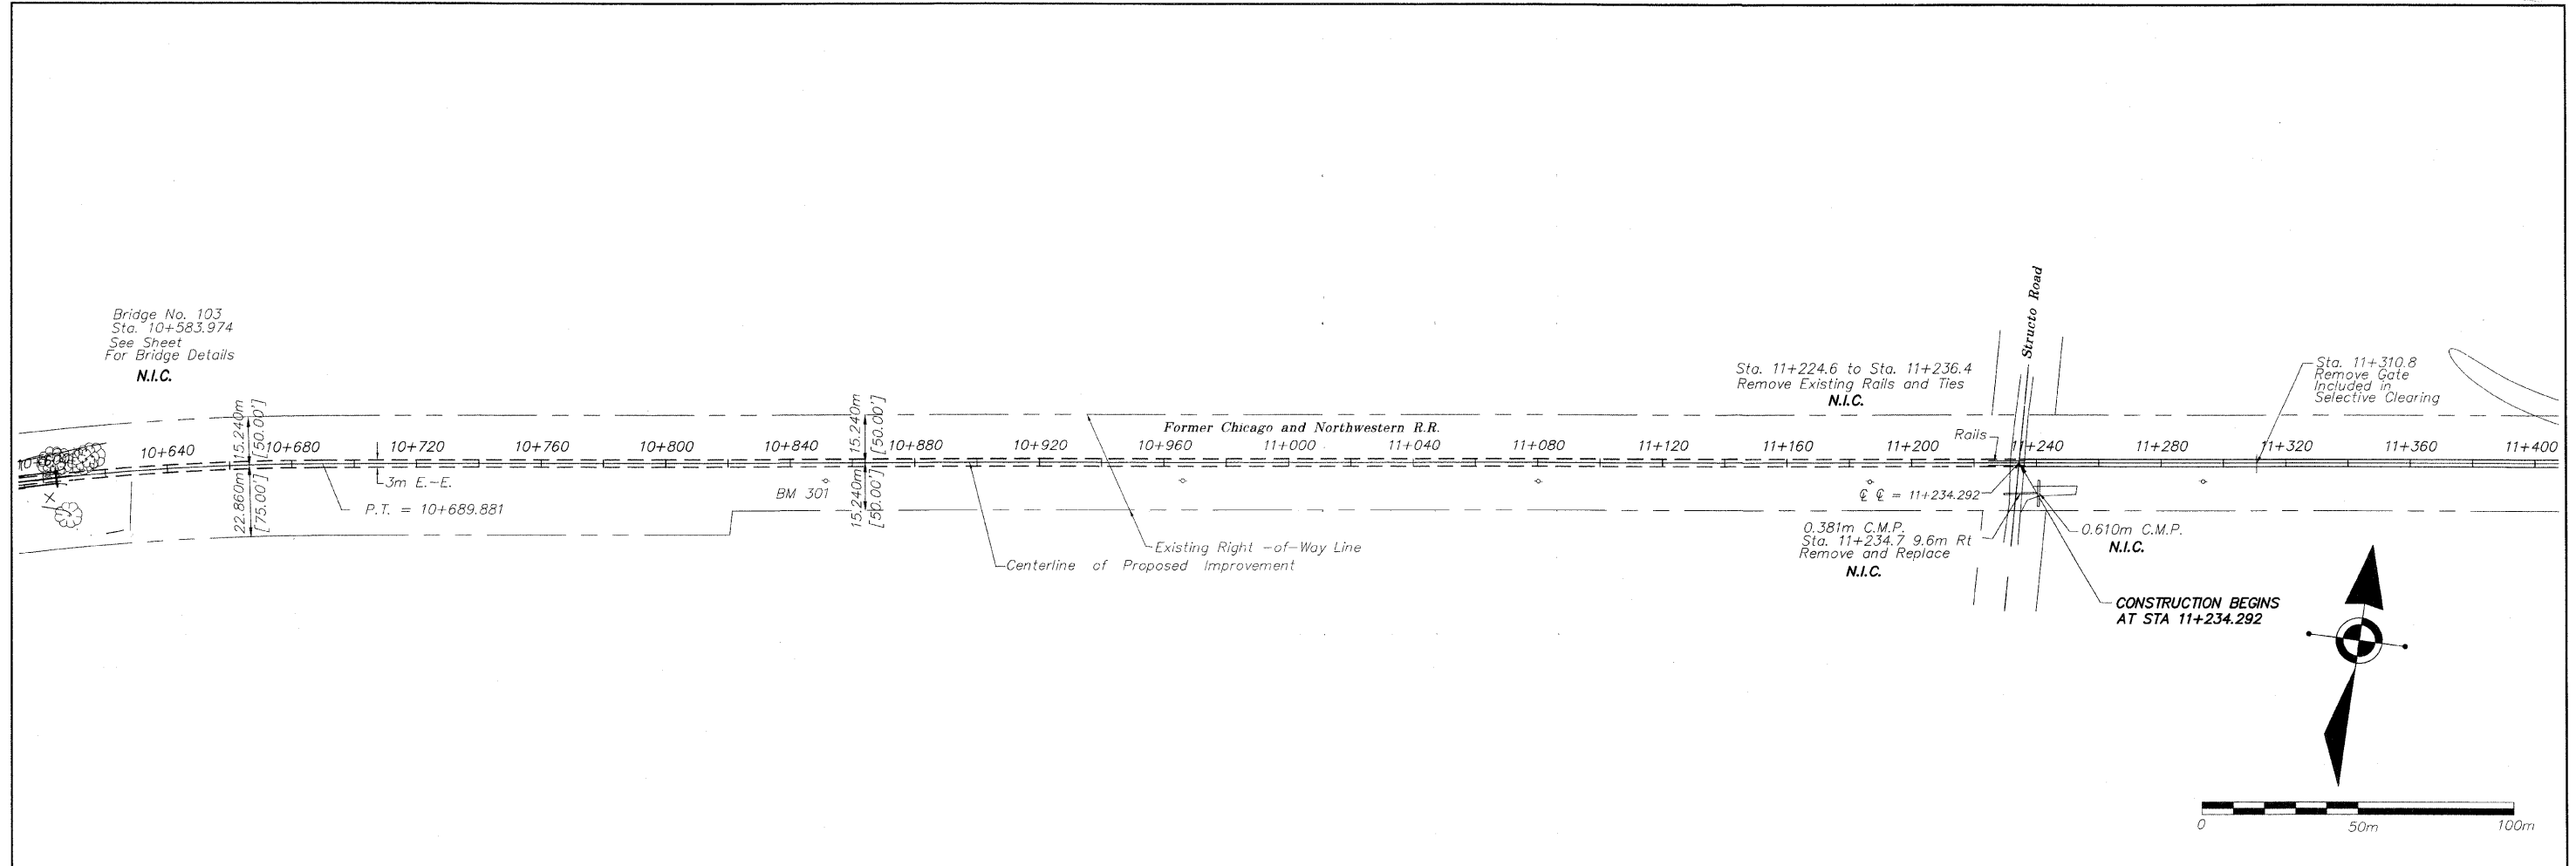 Bridge No. 103
Sta. 10+583.974
See Sheet
For Bridge Details
N.I.C.
Structo Road
Sta. 11+224.6 to Sta. 11+236.4
Remove Existing Rails and Ties
N.I.C.
Sta. 11+310.8
Remove Gate
Included in
Selective Clearing
15.240m
[50.00']
15.240m
[50.00']
Former Chicago and Northwestern R.R.
Rails
10+640
10+680
10+720
10+760
10+800
10+840
10+880
10+920
10+960
11+000
11+040
11+080
11+120
11+160
11+200
11+240
11+280
11+320
11+360
11+400
22.860m
[75.00']
3m E.-E.
P.T. = 10+689.881
BM 301
15.240m
[50.00']
℄ ℄ = 11+234.292
0.381m C.M.P.
Sta. 11+234.7 9.6m Rt
Remove and Replace
N.I.C.
0.610m C.M.P.
N.I.C.
Existing Right -of-Way Line
Centerline of Proposed Improvement
CONSTRUCTION BEGINS
AT STA 11+234.292
0
50m
100m